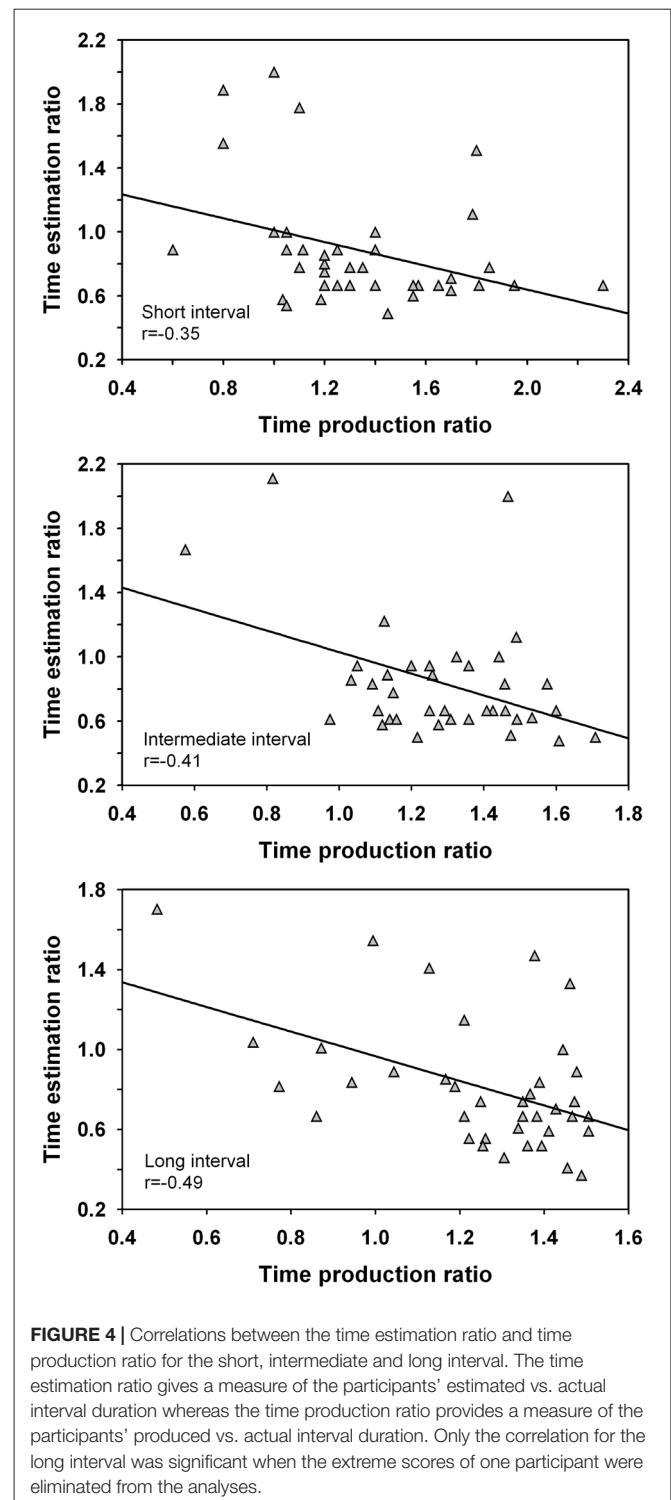 2.2
1.8
1.4
1.0
0.6
0.2
Time estimation ratio
Short interval
r=-0.35
0.4 0.8 1.2 1.6 2.0 2.4
Time production ratio
2.2
1.8
1.4
1.0
0.6
0.2
Time estimation ratio
Intermediate interval
r=-0.41
0.4 0.6 0.8 1.0 1.2 1.4 1.6 1.8
Time production ratio
1.8
1.4
1.0
0.6
0.2
Time estimation ratio
Long interval
r=-0.49
0.4 0.6 0.8 1.0 1.2 1.4 1.6
Time production ratio
FIGURE 4 | Correlations between the time estimation ratio and time
production ratio for the short, intermediate and long interval. The time
estimation ratio gives a measure of the participants' estimated vs. actual
interval duration whereas the time production ratio provides a measure of the
participants' produced vs. actual interval duration. Only the correlation for the
long interval was significant when the extreme scores of one participant were
eliminated from the analyses.